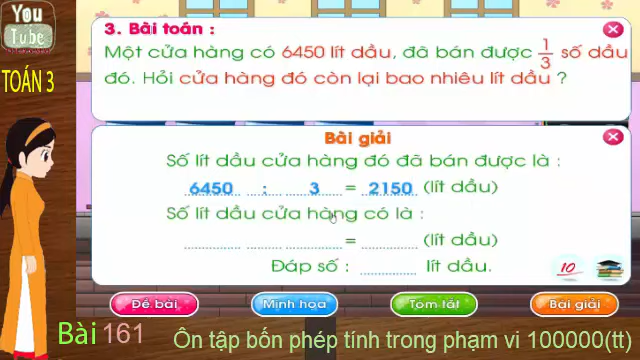 You
Tube
TOÁN 3
3. Bài toán :
Một cửa hàng có 6450 lít dầu, đã bán được 1/3 số dầu
đó. Hỏi cửa hàng đó còn lại bao nhiêu lít dầu ?
Bài giải
Số lít dầu cửa hàng đó đã bán được là :
6450 : 3 = 2150 (lít dầu)
Số lít dầu cửa hàng có là :
............ ...... ............ = ............ (lít dầu)
Đáp số : ............ lít dầu.
10
Đề bài Minh họa Tóm tắt Bài giải
Bài 161 Ôn tập bốn phép tính trong phạm vi 100000(tt)